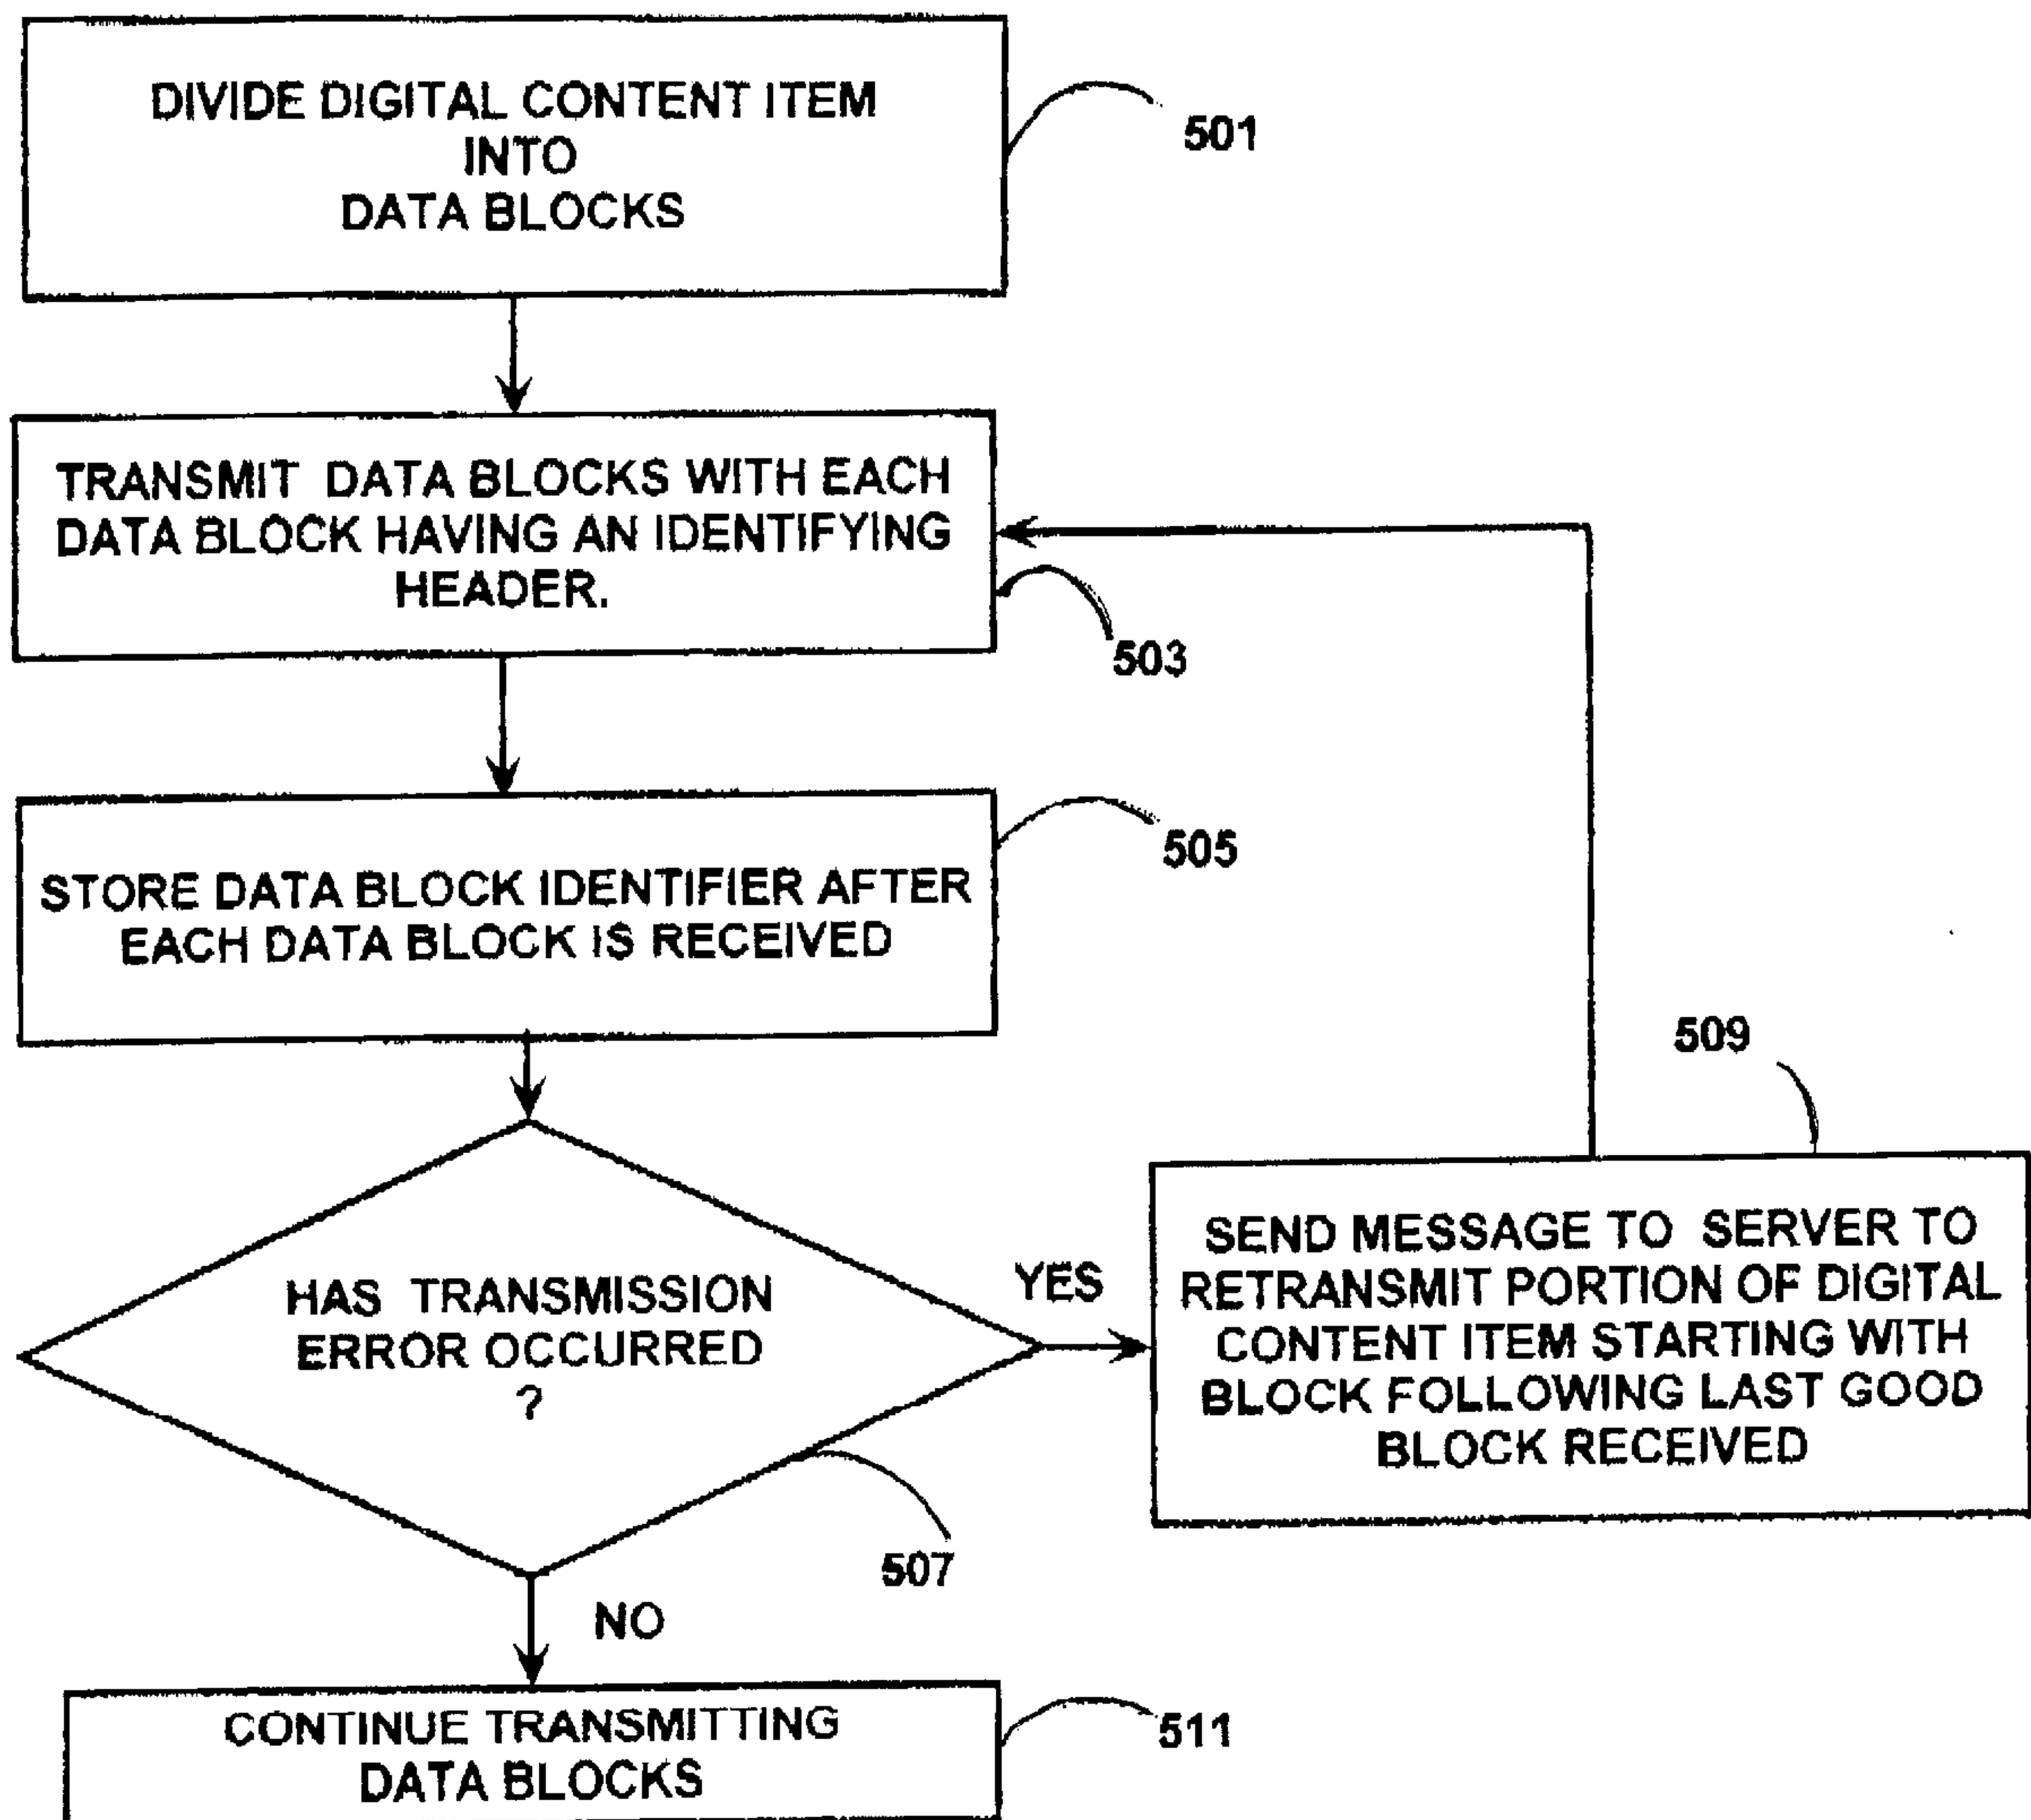 DIVIDE DIGITAL CONTENT ITEM
INTO
DATA BLOCKS
501
TRANSMIT DATA BLOCKS WITH EACH
DATA BLOCK HAVING AN IDENTIFYING
HEADER.
503
STORE DATA BLOCK IDENTIFIER AFTER
EACH DATA BLOCK IS RECEIVED
505
HAS TRANSMISSION
ERROR OCCURRED
?
507
YES
509
SEND MESSAGE TO SERVER TO
RETRANSMIT PORTION OF DIGITAL
CONTENT ITEM STARTING WITH
BLOCK FOLLOWING LAST GOOD
BLOCK RECEIVED
NO
CONTINUE TRANSMITTING
DATA BLOCKS
511